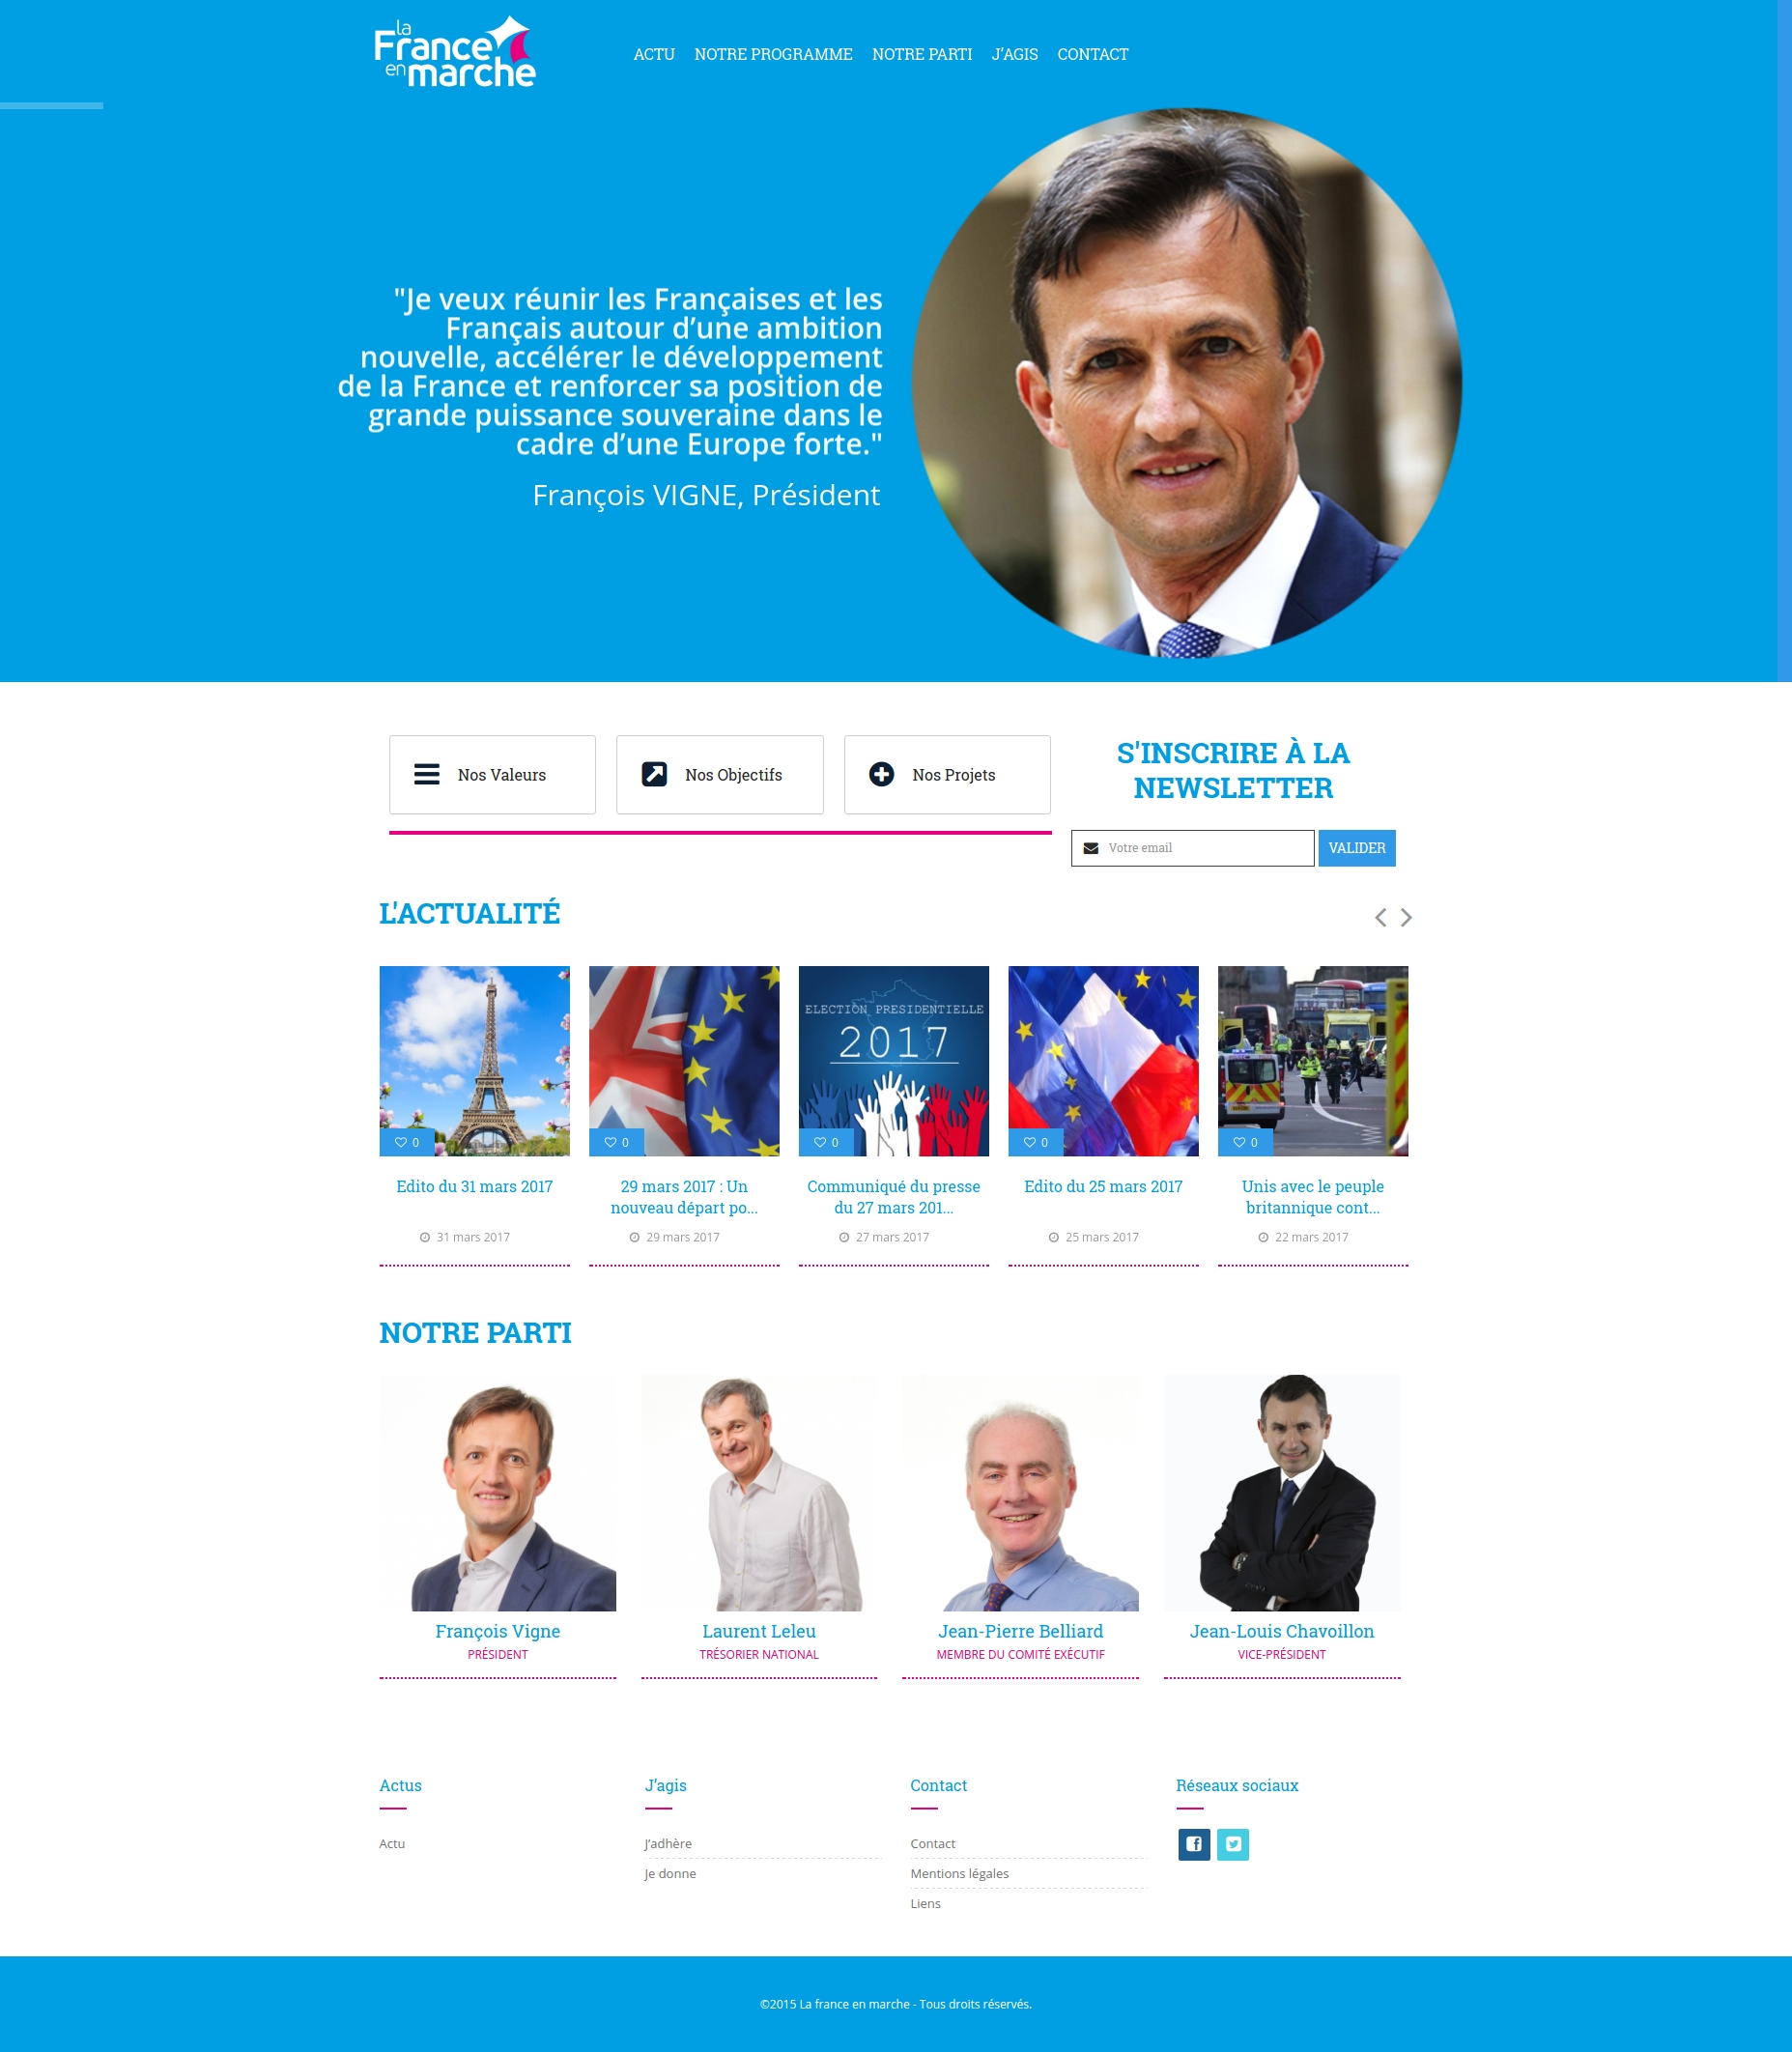 la
France
en marche
ACTU NOTRE PROGRAMME NOTRE PARTI J’AGIS CONTACT
"Je veux réunir les Françaises et les
Français autour d’une ambition
nouvelle, accélérer le développement
de la France et renforcer sa position de
grande puissance souveraine dans le
cadre d’une Europe forte."
François VIGNE, Président
Nos Valeurs
Nos Objectifs
Nos Projets
S'INSCRIRE À LA
NEWSLETTER
Votre email
VALIDER
L'ACTUALITÉ
ELECTION PRESIDENTIELLE
2017
0
0
0
0
0
Edito du 31 mars 2017
31 mars 2017
29 mars 2017 : Un
nouveau départ po...
29 mars 2017
Communiqué du presse
du 27 mars 201...
27 mars 2017
Edito du 25 mars 2017
25 mars 2017
Unis avec le peuple
britannique cont...
22 mars 2017
NOTRE PARTI
François Vigne
PRÉSIDENT
Laurent Leleu
TRÉSORIER NATIONAL
Jean-Pierre Belliard
MEMBRE DU COMITÉ EXÉCUTIF
Jean-Louis Chavoillon
VICE-PRÉSIDENT
Actus
Actu
J’agis
J’adhère
Je donne
Contact
Contact
Mentions légales
Liens
Réseaux sociaux
©2015 La france en marche - Tous droits réservés.